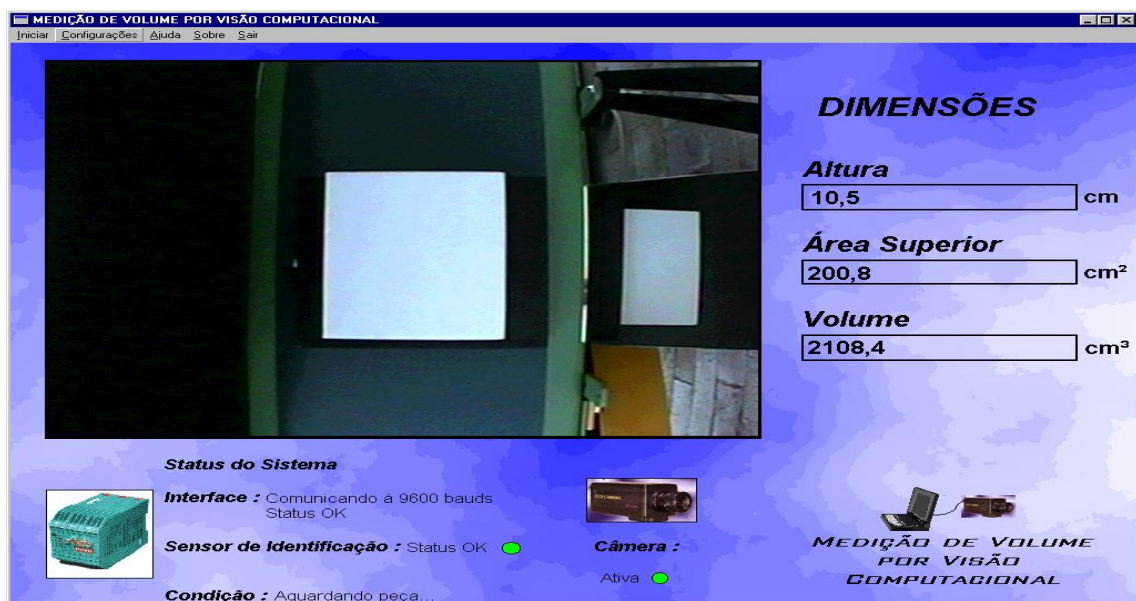 MEDIÇÃO DE VOLUME POR VISÃO COMPUTACIONAL
Iniciar Configurações Ajuda Sobre Sair
DIMENSÕES
Altura
10,5 cm
Área Superior
200,8 cm²
Volume
2108,4 cm³
Status do Sistema
Interface : Comunicando à 9600 bauds
Status OK
Sensor de Identificação : Status OK
Condição : Aguardando peça...
CCD CAMERA
Câmera :
Ativa
MEDIÇÃO DE VOLUME
POR VISÃO
COMPUTACIONAL